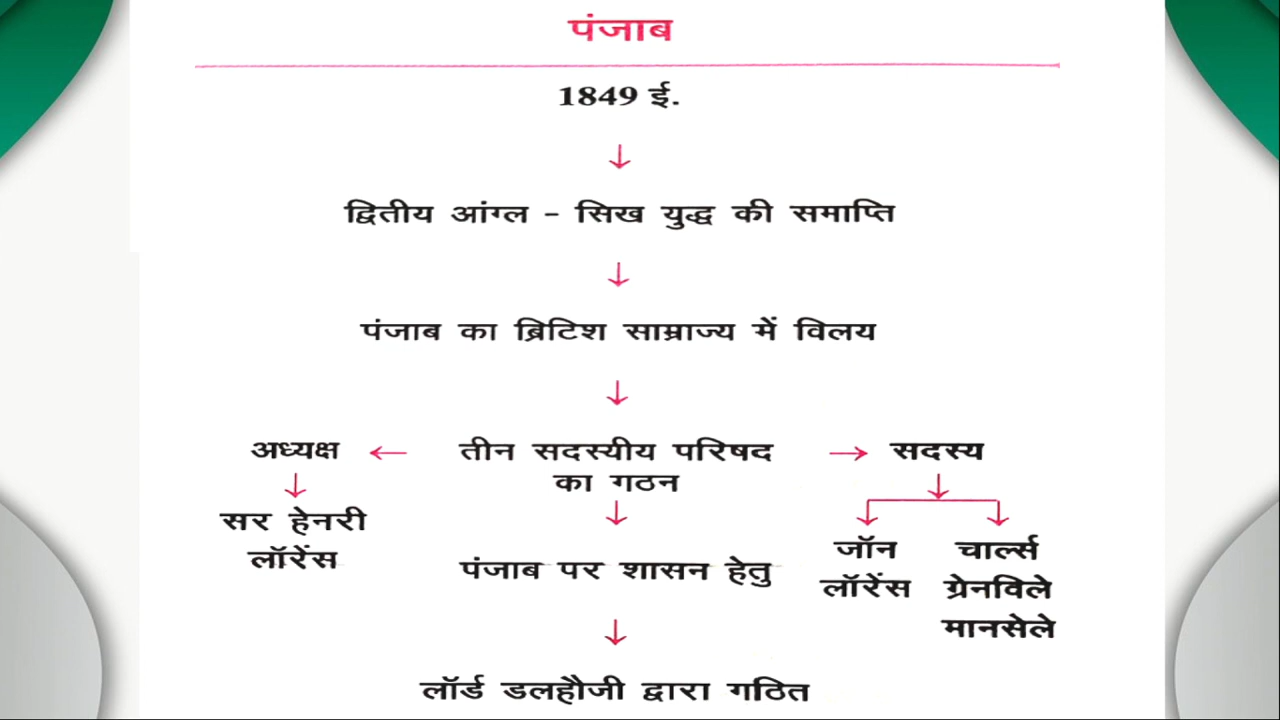 पंजाब
1849 ई.
↓
द्वितीय आंग्ल - सिख युद्ध की समाप्ति
↓
पंजाब का ब्रिटिश साम्राज्य में विलय
↓
अध्यक्ष ← तीन सदस्यीय परिषद → सदस्य
का गठन
↓ ↓ ↓
सर हेनरी
लॉरेंस
पंजाब पर शासन हेतु
↓
लॉर्ड डलहौजी द्वारा गठित
↓ ↓
जॉन
लॉरेंस
चार्ल्स
ग्रेनविले
मानसेले